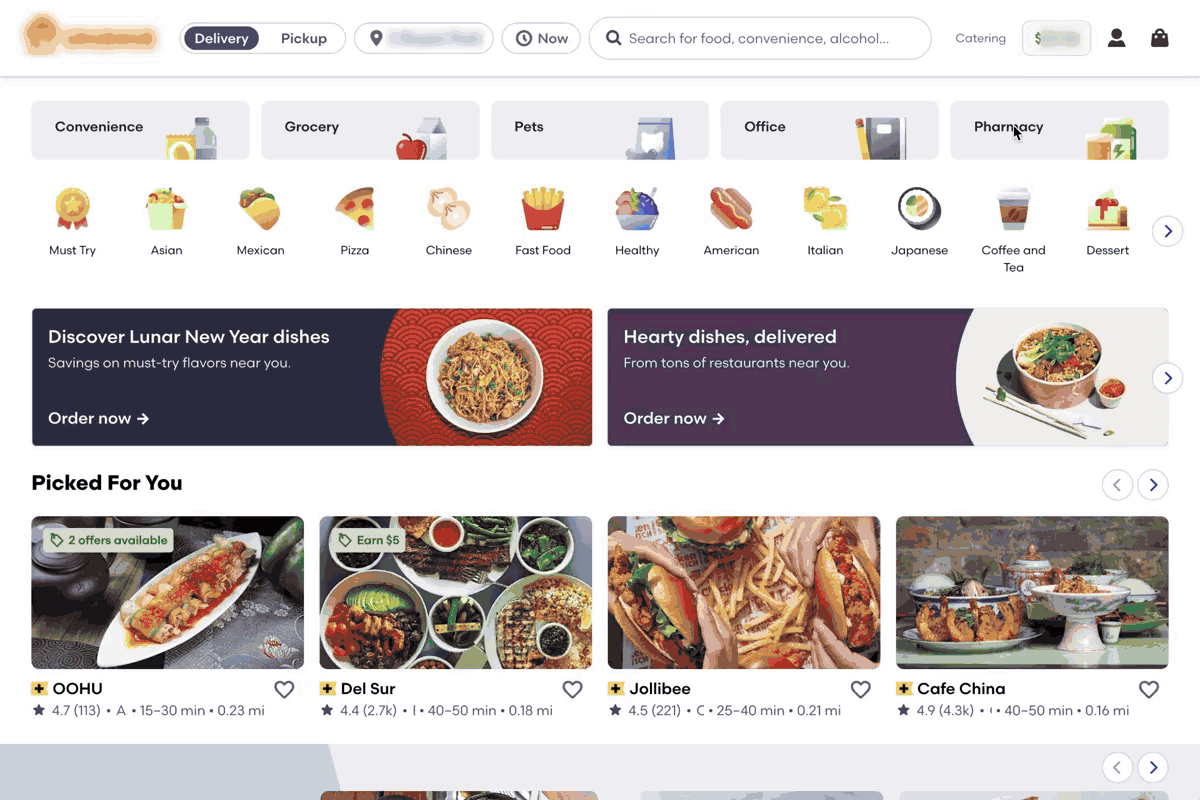 Delivery
Pickup
Now
Search for food, convenience, alcohol...
Catering
$
Convenience
Grocery
Pets
Office
Pharmacy
Must Try
Asian
Mexican
Pizza
Chinese
Fast Food
Healthy
American
Italian
Japanese
Coffee and
Tea
Dessert
Discover Lunar New Year dishes
Savings on must-try flavors near you.
Order now →
Hearty dishes, delivered
From tons of restaurants near you.
Order now →
Picked For You
2 offers available
Earn $5
OOHU
4.7 (113) • A. • 15–30 min • 0.23 mi
Del Sur
4.4 (2.7k) • • 40–50 min • 0.18 mi
Jollibee
4.5 (221) • C • 25–40 min • 0.21 mi
Cafe China
4.9 (4.3k) • • 40–50 min • 0.16 mi